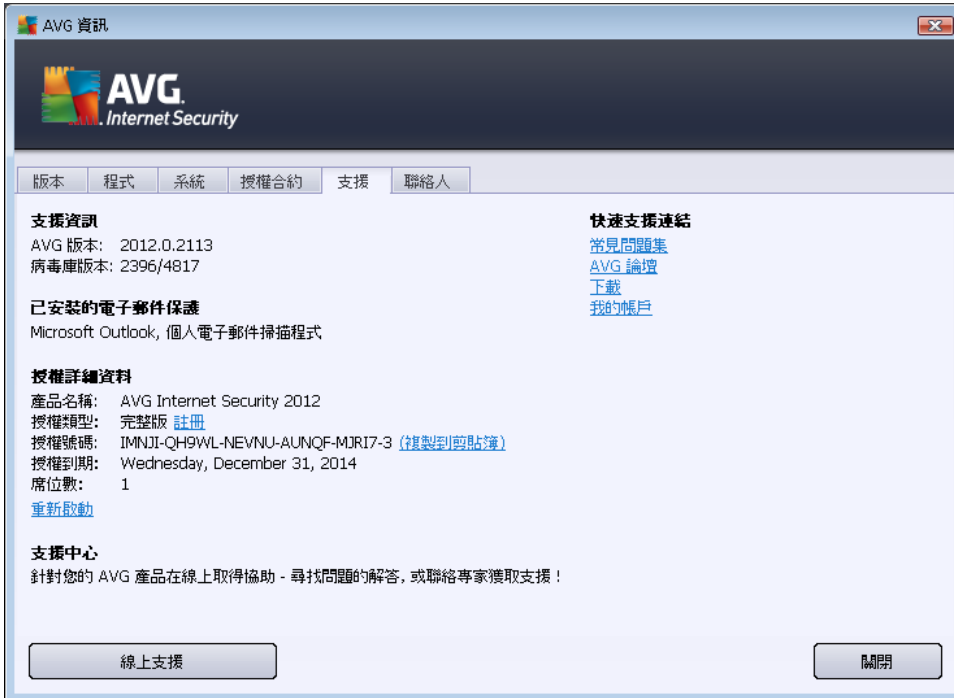 AVG 資訊
AVG.
Internet Security
版本 程式 系統 授權合約 支援 聯絡人
支援資訊
AVG 版本: 2012.0.2113
病毒庫版本: 2396/4817
已安裝的電子郵件保護
Microsoft Outlook, 個人電子郵件掃描程式
授權詳細資料
產品名稱: AVG Internet Security 2012
授權類型: 完整版 註冊
授權號碼: IMNJI-QH9WL-NEVNU-AUNQF-MJRI7-3 (複製到剪貼簿)
授權到期: Wednesday, December 31, 2014
席位數: 1
重新啟動
支援中心
針對您的 AVG 產品在線上取得協助 - 尋找問題的解答, 或聯絡專家獲取支援!
快速支援連結
常見問題集
AVG 論壇
下載
我的帳戶
線上支援
關閉